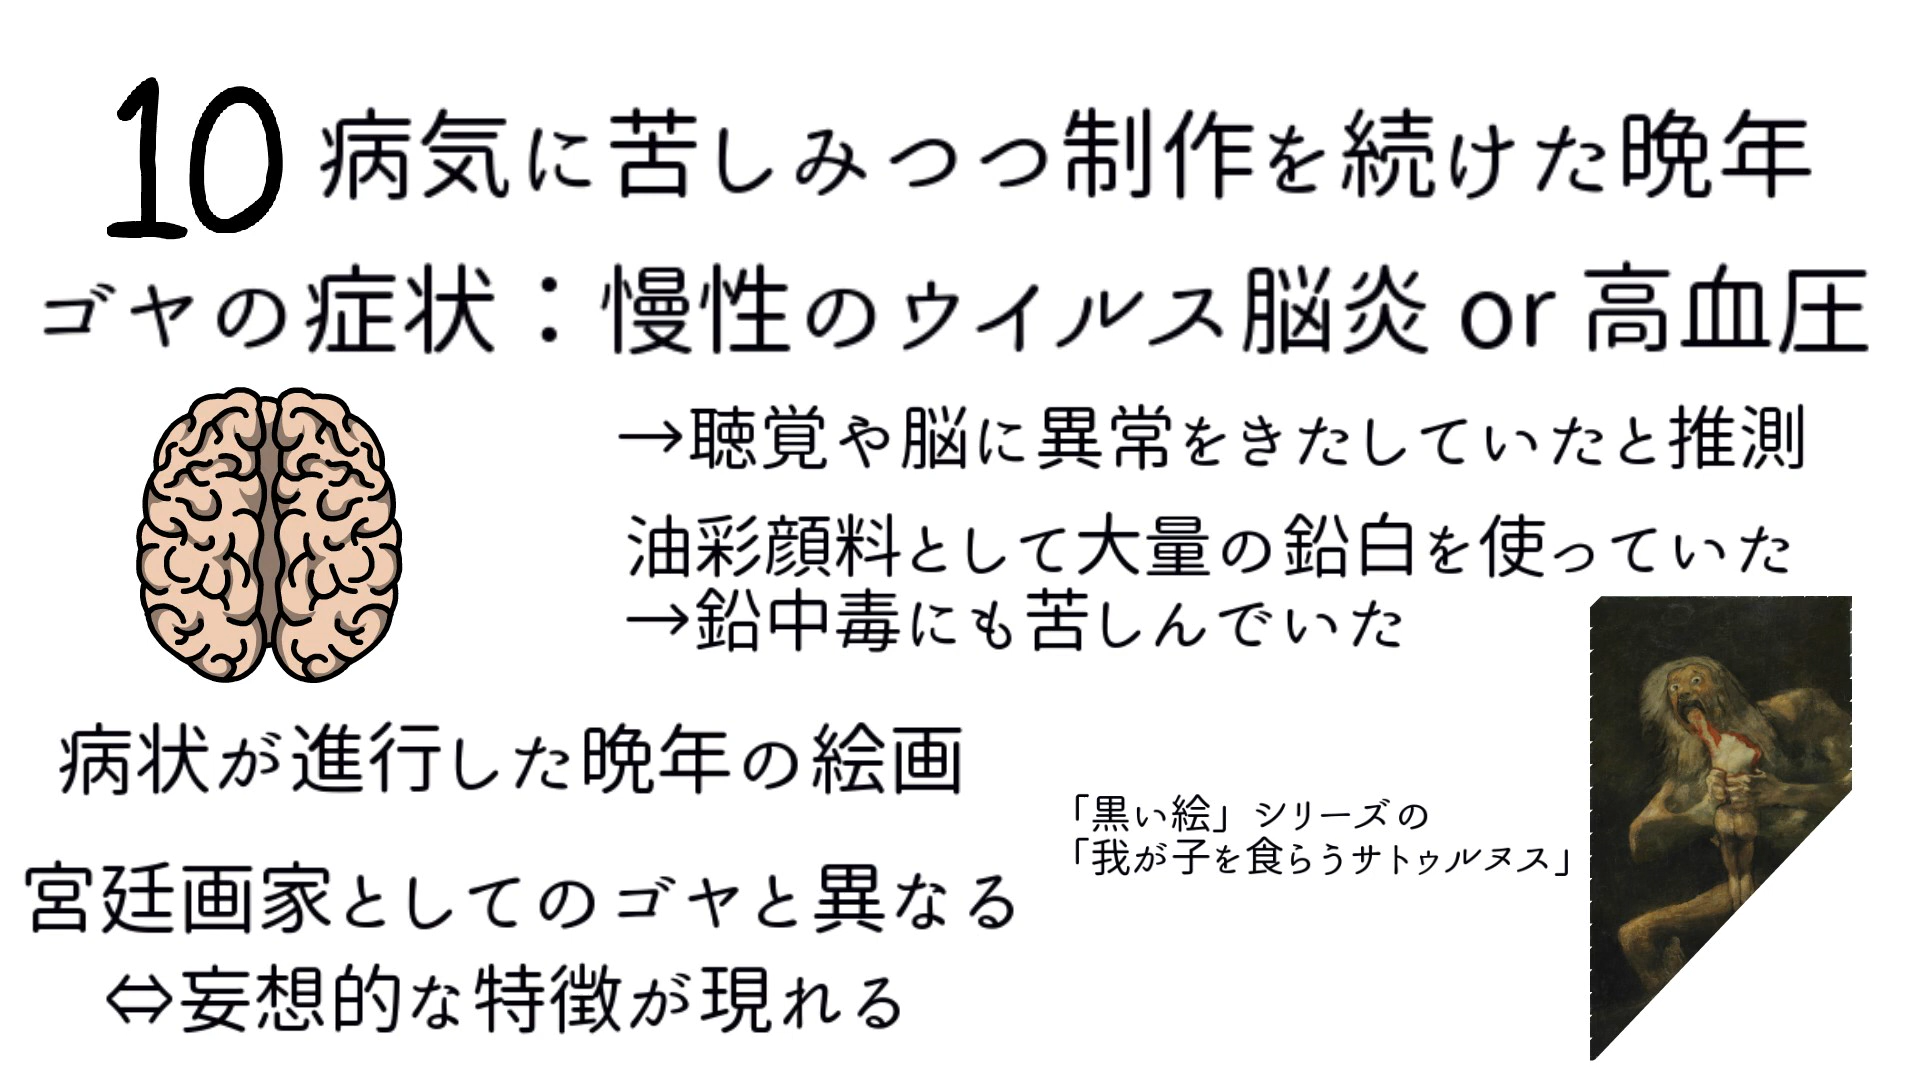 10 病気に苦しみつつ制作を続けた晩年
ゴヤの症状：慢性のウイルス脳炎 or 高血圧
→聴覚や脳に異常をきたしていたと推測
油彩顔料として大量の鉛白を使っていた
→鉛中毒にも苦しんでいた
病状が進行した晩年の絵画
「黒い絵」シリーズの
「我が子を食らうサトゥルヌス」
宮廷画家としてのゴヤと異なる
⇔妄想的な特徴が現れる